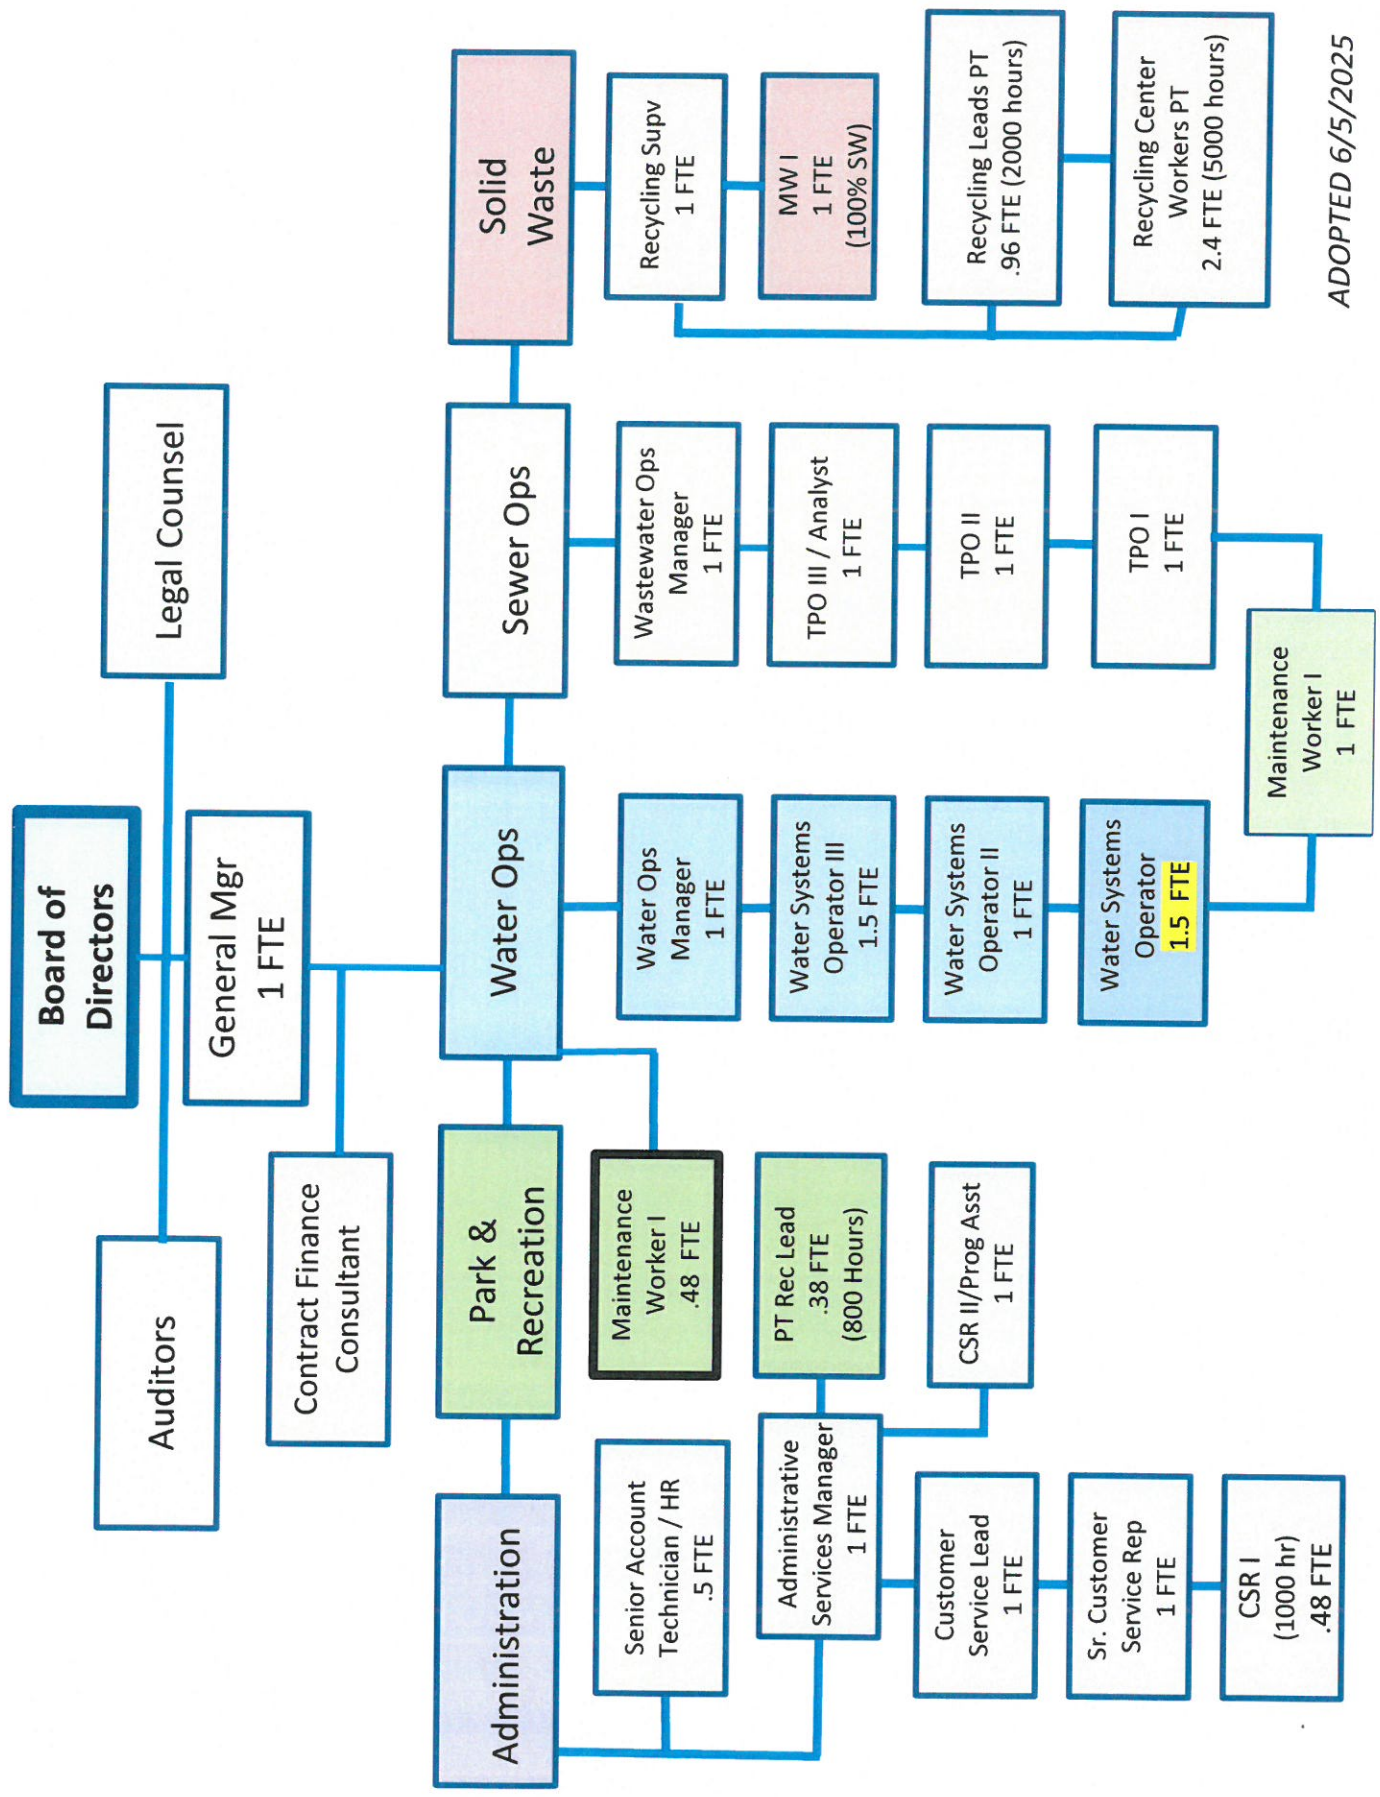 Board of
Directors
Auditors
Legal Counsel
General Mgr
1 FTE
Contract Finance
Consultant
Administration
Park &
Recreation
Water Ops
Sewer Ops
Solid
Waste
Senior Account
Technician / HR
.5 FTE
Administrative
Services Manager
1 FTE
Customer
Service Lead
1 FTE
Sr. Customer
Service Rep
1 FTE
CSR I
(1000 hr)
.48 FTE
Maintenance
Worker I
.48 FTE
PT Rec Lead
.38 FTE
(800 Hours)
CSR II/Prog Asst
1 FTE
Water Ops
Manager
1 FTE
Water Systems
Operator III
1.5 FTE
Water Systems
Operator II
1 FTE
Water Systems
Operator
1.5 FTE
Maintenance
Worker I
1 FTE
Wastewater Ops
Manager
1 FTE
TPO III / Analyst
1 FTE
TPO II
1 FTE
TPO I
1 FTE
Recycling Supv
1 FTE
MW I
1 FTE
(100% SW)
Recycling Leads PT
.96 FTE (2000 hours)
Recycling Center
Workers PT
2.4 FTE (5000 hours)
ADOPTED 6/5/2025